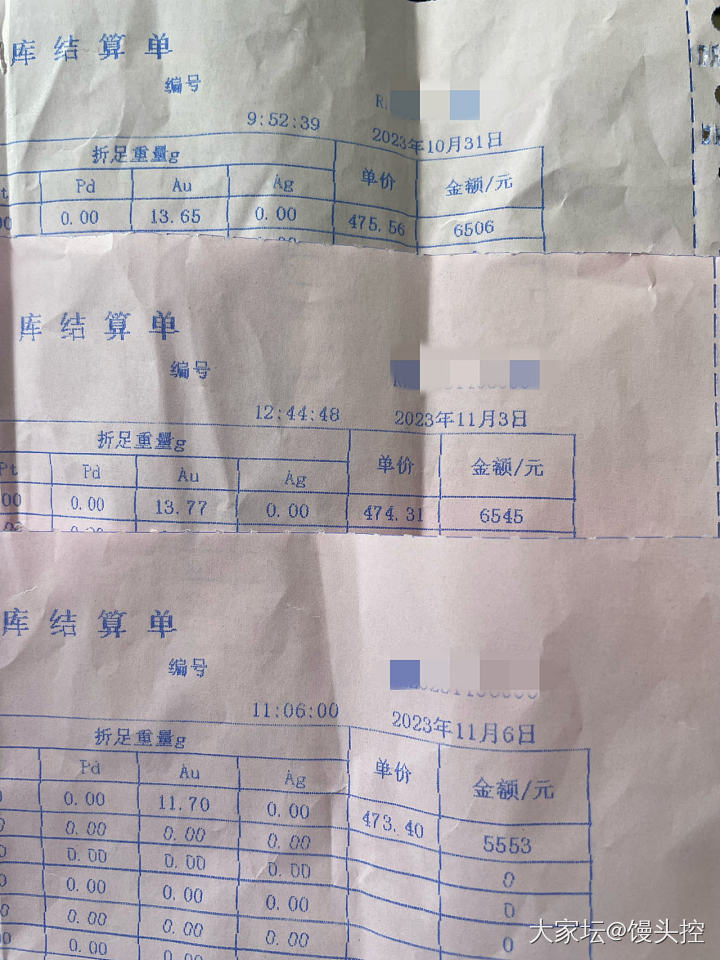 库结算单
编号
9:52:39 2023年10月31日
折足重量g 单价 金额/元
Pd Au Ag
0.00 13.65 0.00 475.56 6506
库结算单
编号
12:44:48 2023年11月3日
折足重量g 单价 金额/元
Pt Pd Au Ag
00 0.00 13.77 0.00 474.31 6545
库结算单
编号
11:06:00 2023年11月6日
折足重量g 单价 金额/元
Pd Au Ag
0 0.00 11.70 0.00 473.40 5553
0 0.00 0.00 0.00 0
0 0.00 0.00 0.00 0
0 0.00 0.00 0.00 0
0 0.00 0.00 0.00
00 0.00 0.00
大家坛@馒头控